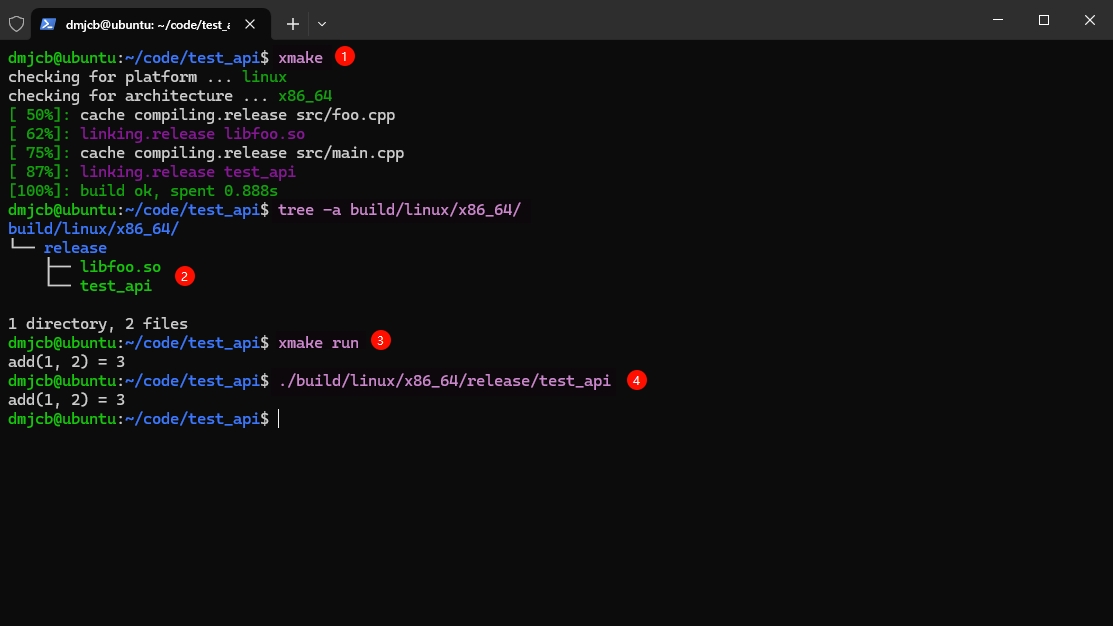 dmjcb@ubuntu: ~/code/test_a
dmjcb@ubuntu:~/code/test_api$ xmake 1
checking for platform ... linux
checking for architecture ... x86_64
[ 50%]: cache compiling.release src/foo.cpp
[ 62%]: linking.release libfoo.so
[ 75%]: cache compiling.release src/main.cpp
[ 87%]: linking.release test_api
[100%]: build ok, spent 0.888s
dmjcb@ubuntu:~/code/test_api$ tree -a build/linux/x86_64/
build/linux/x86_64/
└── release
    ├── libfoo.so
    └── test_api 2
1 directory, 2 files
dmjcb@ubuntu:~/code/test_api$ xmake run 3
add(1, 2) = 3
dmjcb@ubuntu:~/code/test_api$ ./build/linux/x86_64/release/test_api 4
add(1, 2) = 3
dmjcb@ubuntu:~/code/test_api$